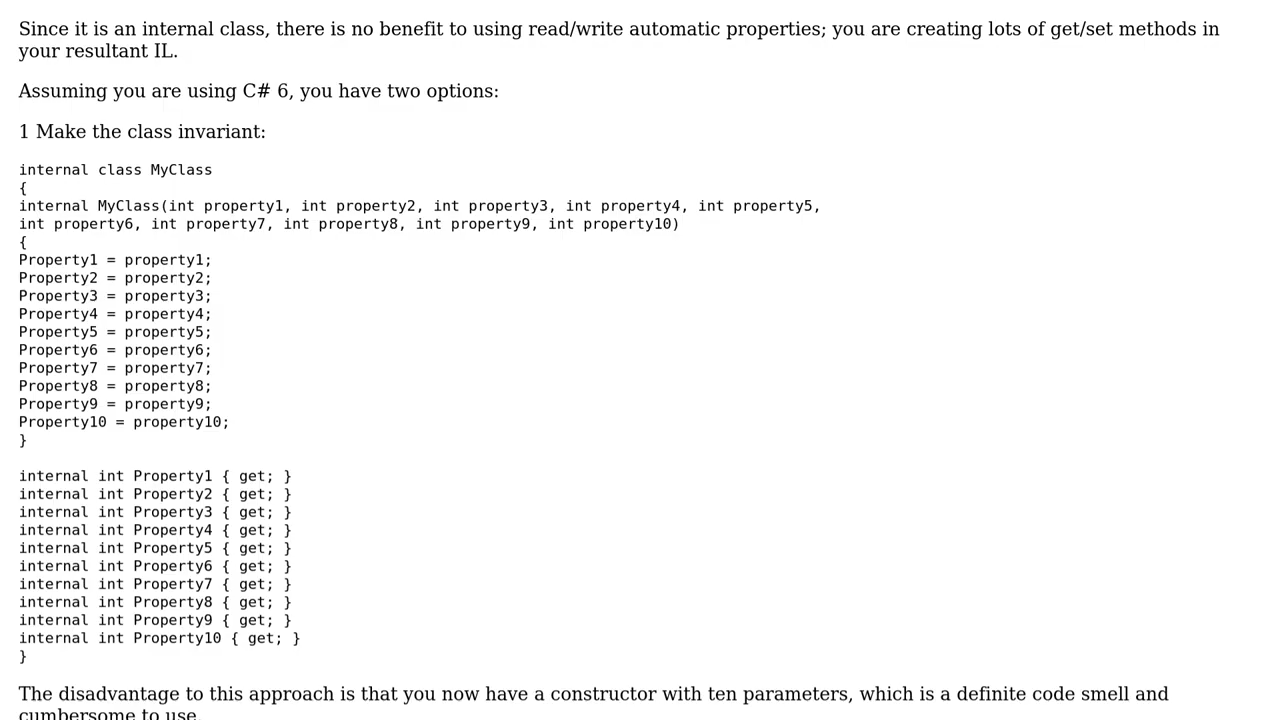 Since it is an internal class, there is no benefit to using read/write automatic properties; you are creating lots of get/set methods in
your resultant IL.
Assuming you are using C# 6, you have two options:
1 Make the class invariant:
internal class MyClass
{
internal MyClass(int property1, int property2, int property3, int property4, int property5,
int property6, int property7, int property8, int property9, int property10)
{
Property1 = property1;
Property2 = property2;
Property3 = property3;
Property4 = property4;
Property5 = property5;
Property6 = property6;
Property7 = property7;
Property8 = property8;
Property9 = property9;
Property10 = property10;
}
internal int Property1 { get; }
internal int Property2 { get; }
internal int Property3 { get; }
internal int Property4 { get; }
internal int Property5 { get; }
internal int Property6 { get; }
internal int Property7 { get; }
internal int Property8 { get; }
internal int Property9 { get; }
internal int Property10 { get; }
}
The disadvantage to this approach is that you now have a constructor with ten parameters, which is a definite code smell and
cumbersome to use.